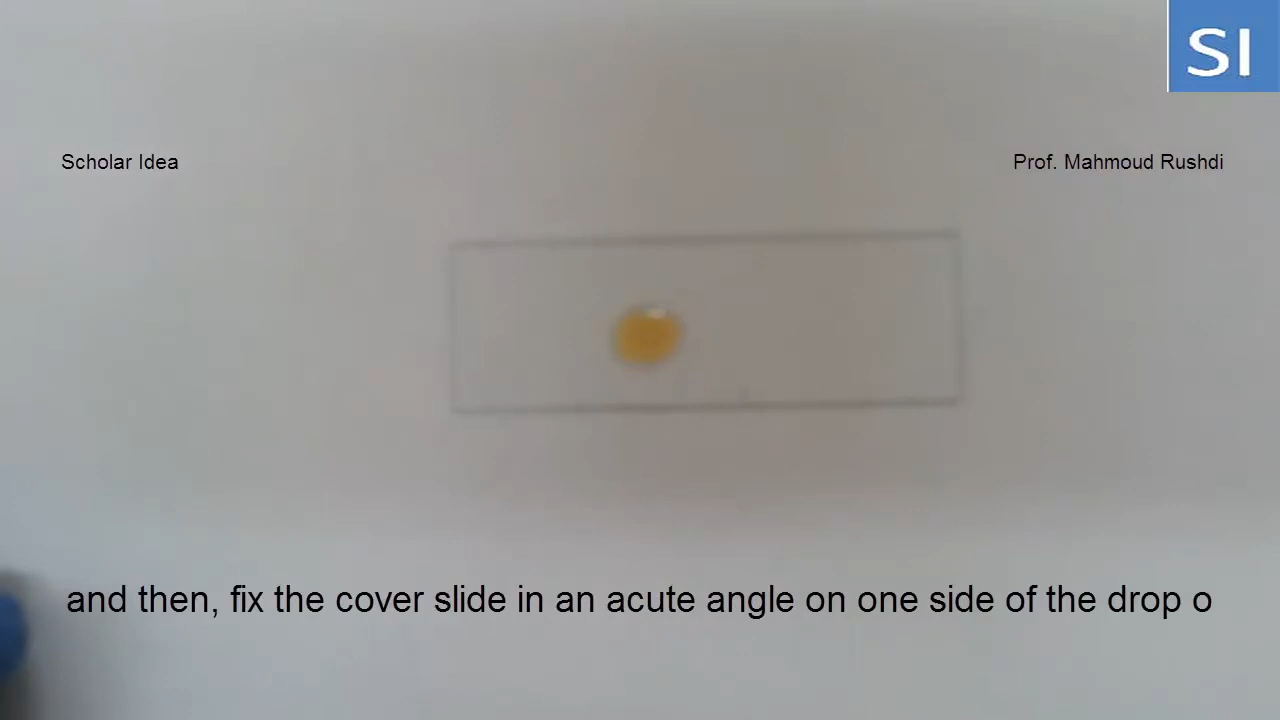 SI
Scholar Idea
Prof. Mahmoud Rushdi
and then, fix the cover slide in an acute angle on one side of the drop o